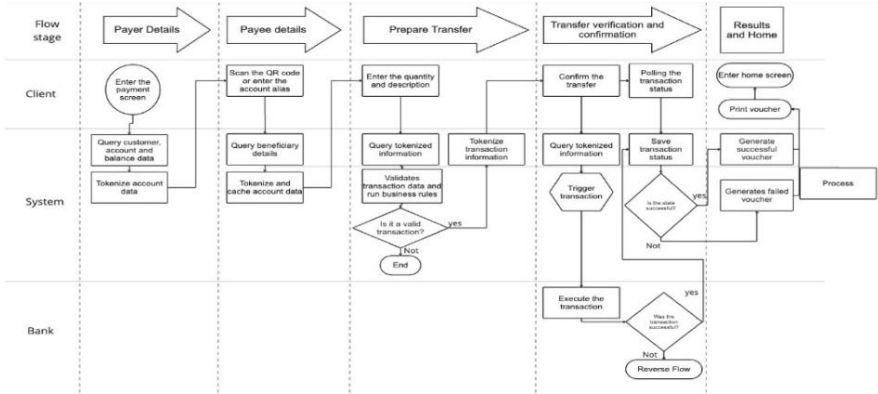 Flow
stage
Payer Details
Payee details
Prepare Transfer
Transfer verification and
confirmation
Results
and Home
Client
Enter the
payment
screen
Scan the QR code
or enter the
account alias
Enter the quantity
and description
Confirm the
transfer
Polling the
transaction
status
Enter home screen
Print voucher
System
Query customer,
account and
balance data
Tokenize account
data
Query beneficiary
details
Tokenize and
cache account data
Query tokenized
information
Tokenize
transaction
information
Validates
transaction data and
run business rules
Is it a valid
transaction?
yes
Not
End
Query tokenized
information
Trigger
transaction
Save
transaction
status
Is the state
successful?
yes
Not
Generate
successful
voucher
Generates failed
voucher
Process
Bank
Execute the
transaction
Was the
transaction
successful?
yes
Not
Reverse Flow